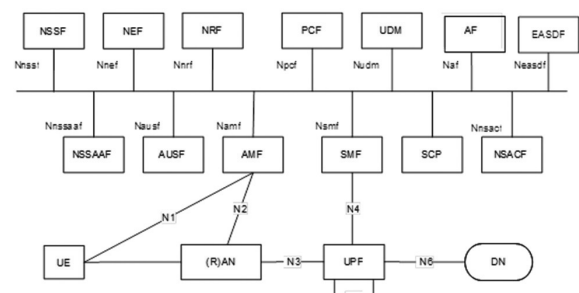 NSSF NEF NRF PCF UDM AF EASDF
Nnssf Nnef Nnrf Npcf Nudm Naf Neasdf
Nnssaaf Nausf Namf Nsmf Nnsacf
NSSAAF AUSF AMF SMF SCP NSACF
N1 N2 N4
UE (R)AN N3 UPF N6 DN